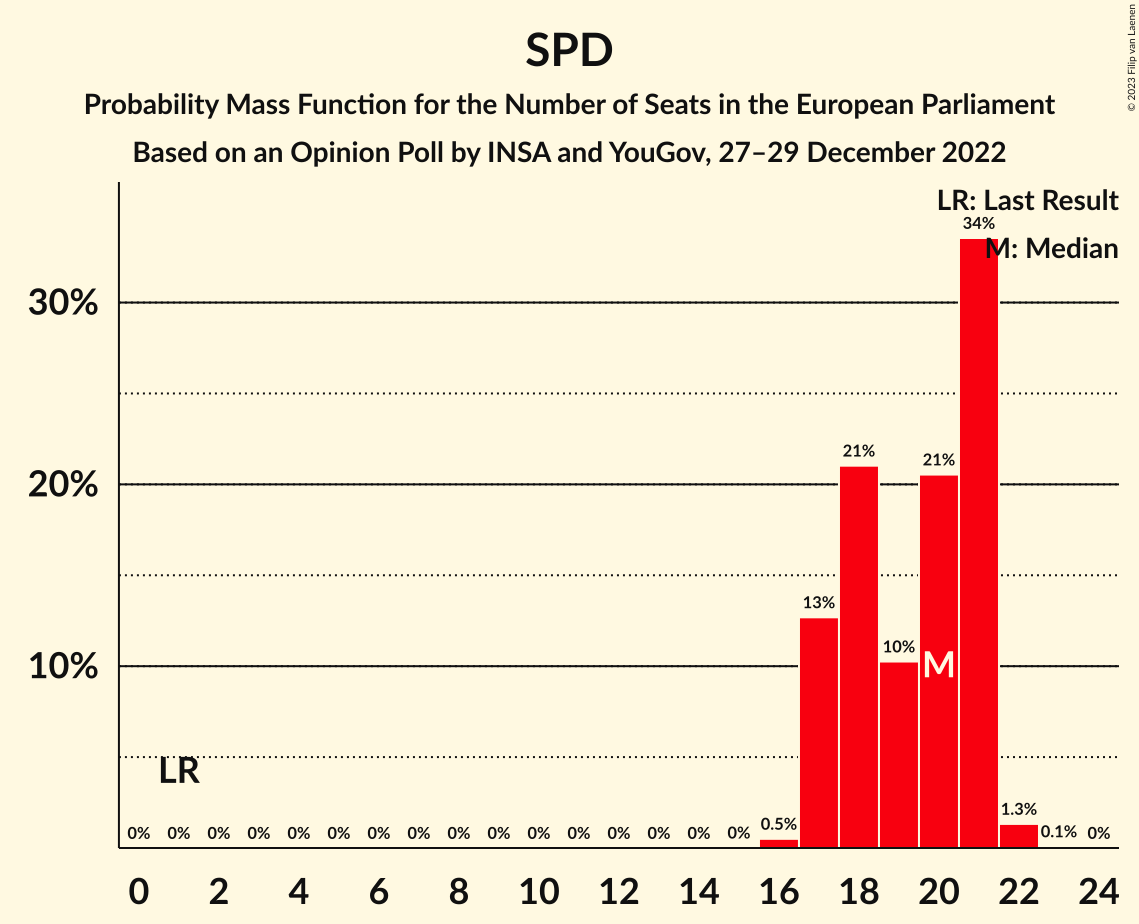 SPD
Probability Mass Function for the Number of Seats in the European Parliament
Based on an Opinion Poll by INSA and YouGov, 27–29 December 2022
© 2023 Filip van Laenen
LR: Last Result
34%
M: Median
30%
21%
21%
20%
13%
10%
M
10%
LR
0% 0% 0% 0% 0% 0% 0% 0% 0% 0% 0% 0% 0% 0% 0% 0% 0.5% 1.3% 0.1% 0%
0 2 4 6 8 10 12 14 16 18 20 22 24